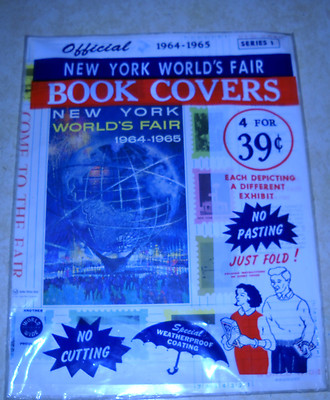 Official 1964-1965 SERIES 1
NEW YORK WORLD'S FAIR
BOOK COVERS
NEW YORK
WORLD'S FAIR
1964-1965
4 FOR
39¢
EACH DEPICTING
A DIFFERENT
EXHIBIT
NO
PASTING
JUST FOLD!
COME TO THE FAIR
NO
CUTTING
Special
WEATHERPROOF
COATING
ANOTHER